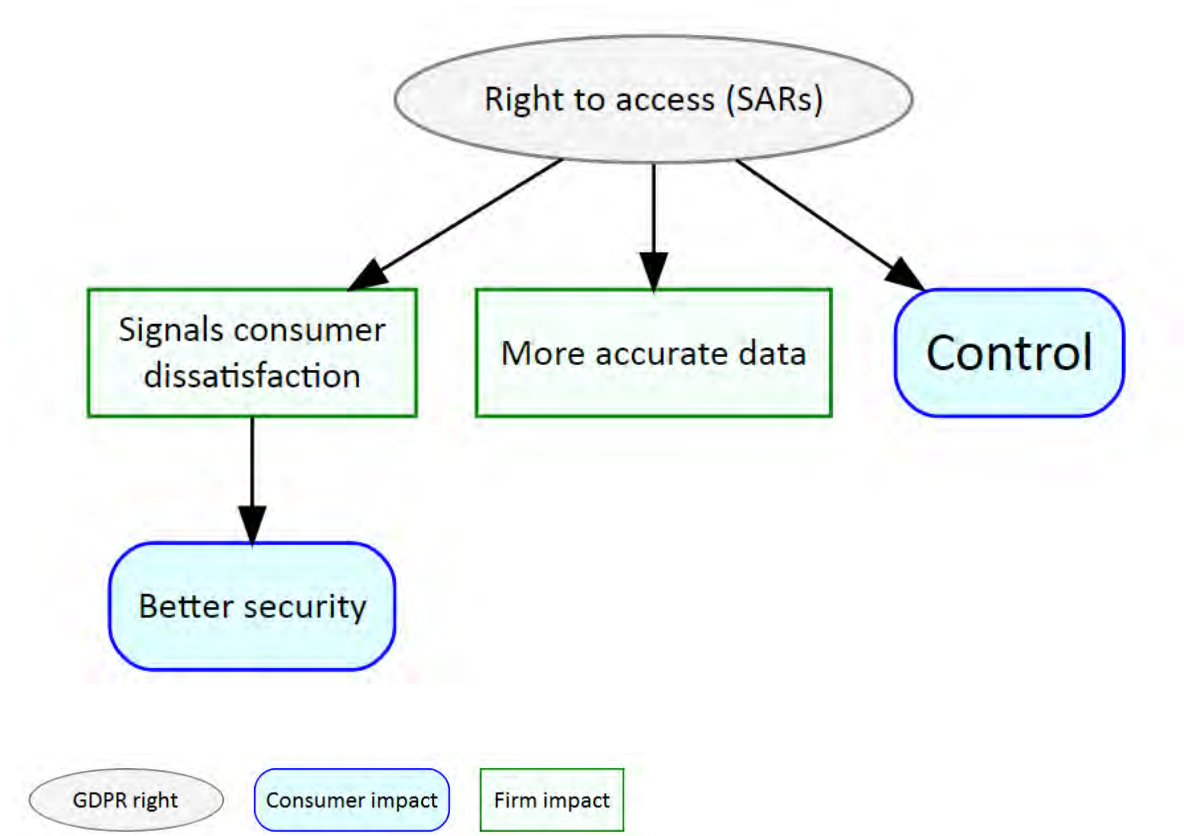 Right to access (SARs)
Signals consumer
dissatisfaction
More accurate data
Control
Better security
GDPR right
Consumer impact
Firm impact